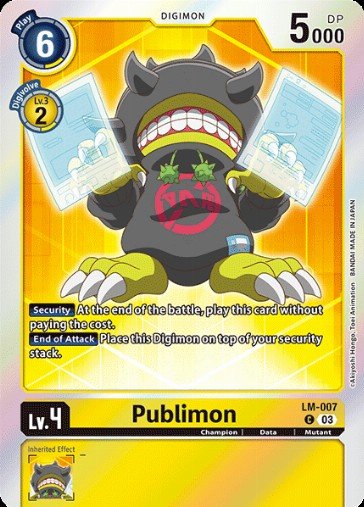 Play
6
DIGIMON
5000
DP
Digivolve
Lv.3
2
Security At the end of the battle, play this card without
paying the cost.
End of Attack Place this Digimon on top of your security
stack.
©Akiyoshi Hongo, Toei Animation BANDAI MADE IN JAPAN
Lv.4
Publimon
LM-007
C 03
Champion | Data | Mutant
Inherited Effect